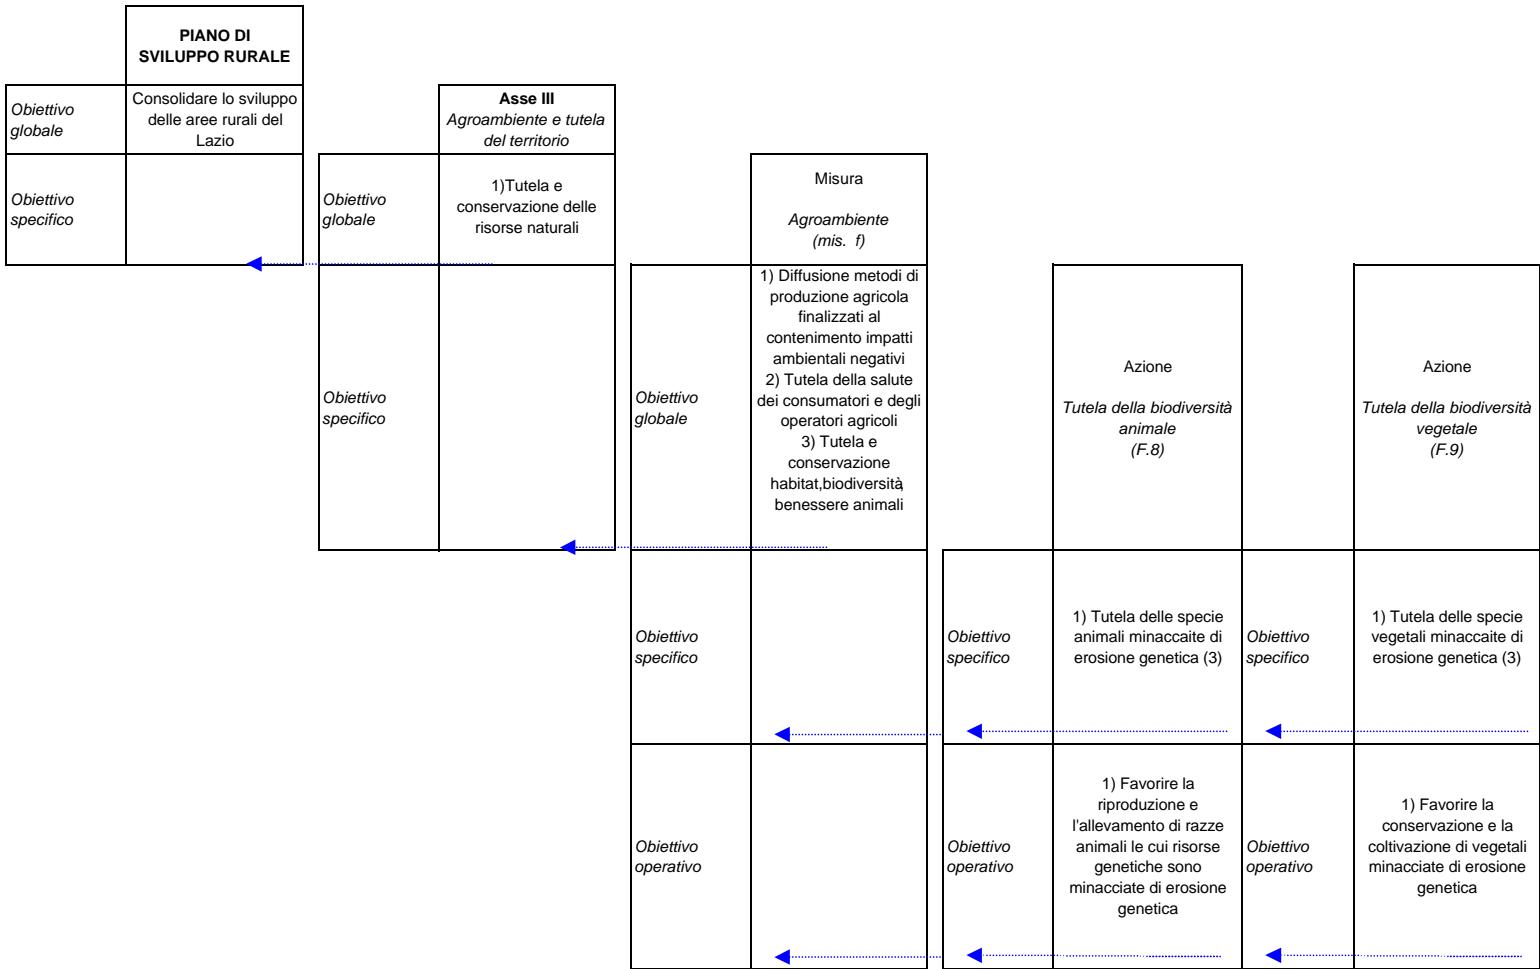 PIANO DI
SVILUPPO RURALE
Obiettivo
globale
Consolidare lo sviluppo
delle aree rurali del
Lazio
Asse III
Agroambiente e tutela
del territorio
Obiettivo
specifico
Obiettivo
globale
1)Tutela e
conservazione delle
risorse naturali
Misura
Agroambiente
(mis. f)
Obiettivo
specifico
Obiettivo
globale
1) Diffusione metodi di
produzione agricola
finalizzati al
contenimento impatti
ambientali negativi
2) Tutela della salute
dei consumatori e degli
operatori agricoli
3) Tutela e
conservazione
habitat,biodiversità,
benessere animali
Azione
Tutela della biodiversità
animale
(F.8)
Azione
Tutela della biodiversità
vegetale
(F.9)
Obiettivo
specifico
Obiettivo
specifico
1) Tutela delle specie
animali minaccaite di
erosione genetica (3)
Obiettivo
specifico
1) Tutela delle specie
vegetali minaccaite di
erosione genetica (3)
Obiettivo
operativo
Obiettivo
operativo
1) Favorire la
riproduzione e
l'allevamento di razze
animali le cui risorse
genetiche sono
minacciate di erosione
genetica
Obiettivo
operativo
1) Favorire la
conservazione e la
coltivazione di vegetali
minacciate di erosione
genetica